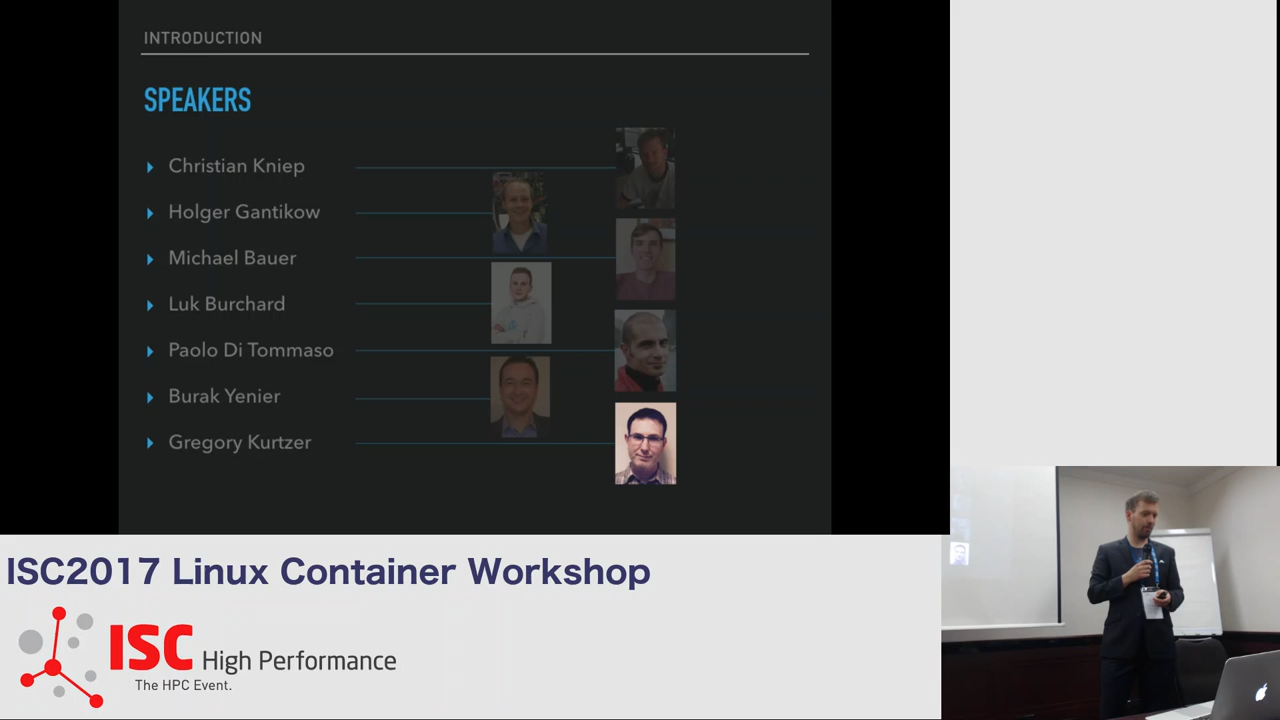 INTRODUCTION
SPEAKERS
Christian Kniep
Holger Gantikow
Michael Bauer
Luk Burchard
Paolo Di Tommaso
Burak Yenier
Gregory Kurtzer
ISC2017 Linux Container Workshop
ISC High Performance
The HPC Event.